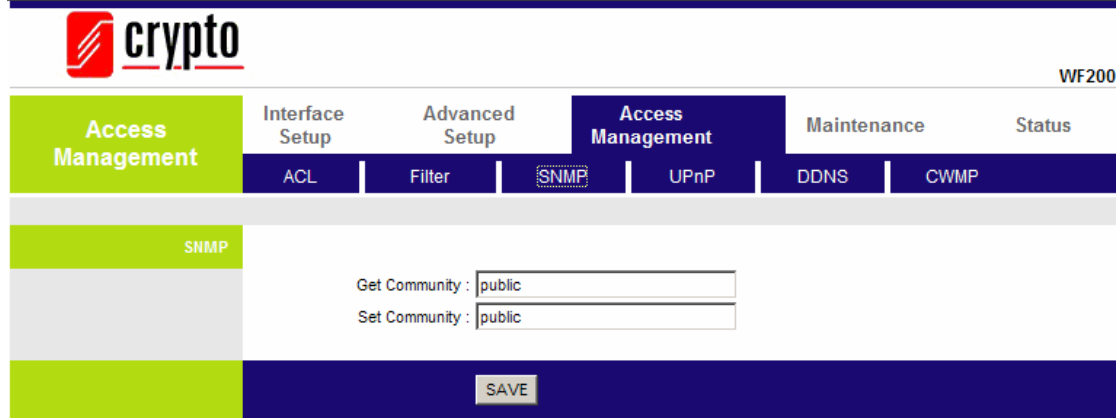 crypto
WF200
Access Management
Interface Setup
Advanced Setup
Access Management
Maintenance
Status
ACL
Filter
SNMP
UPnP
DDNS
CWMP
SNMP
Get Community : public
Set Community : public
SAVE